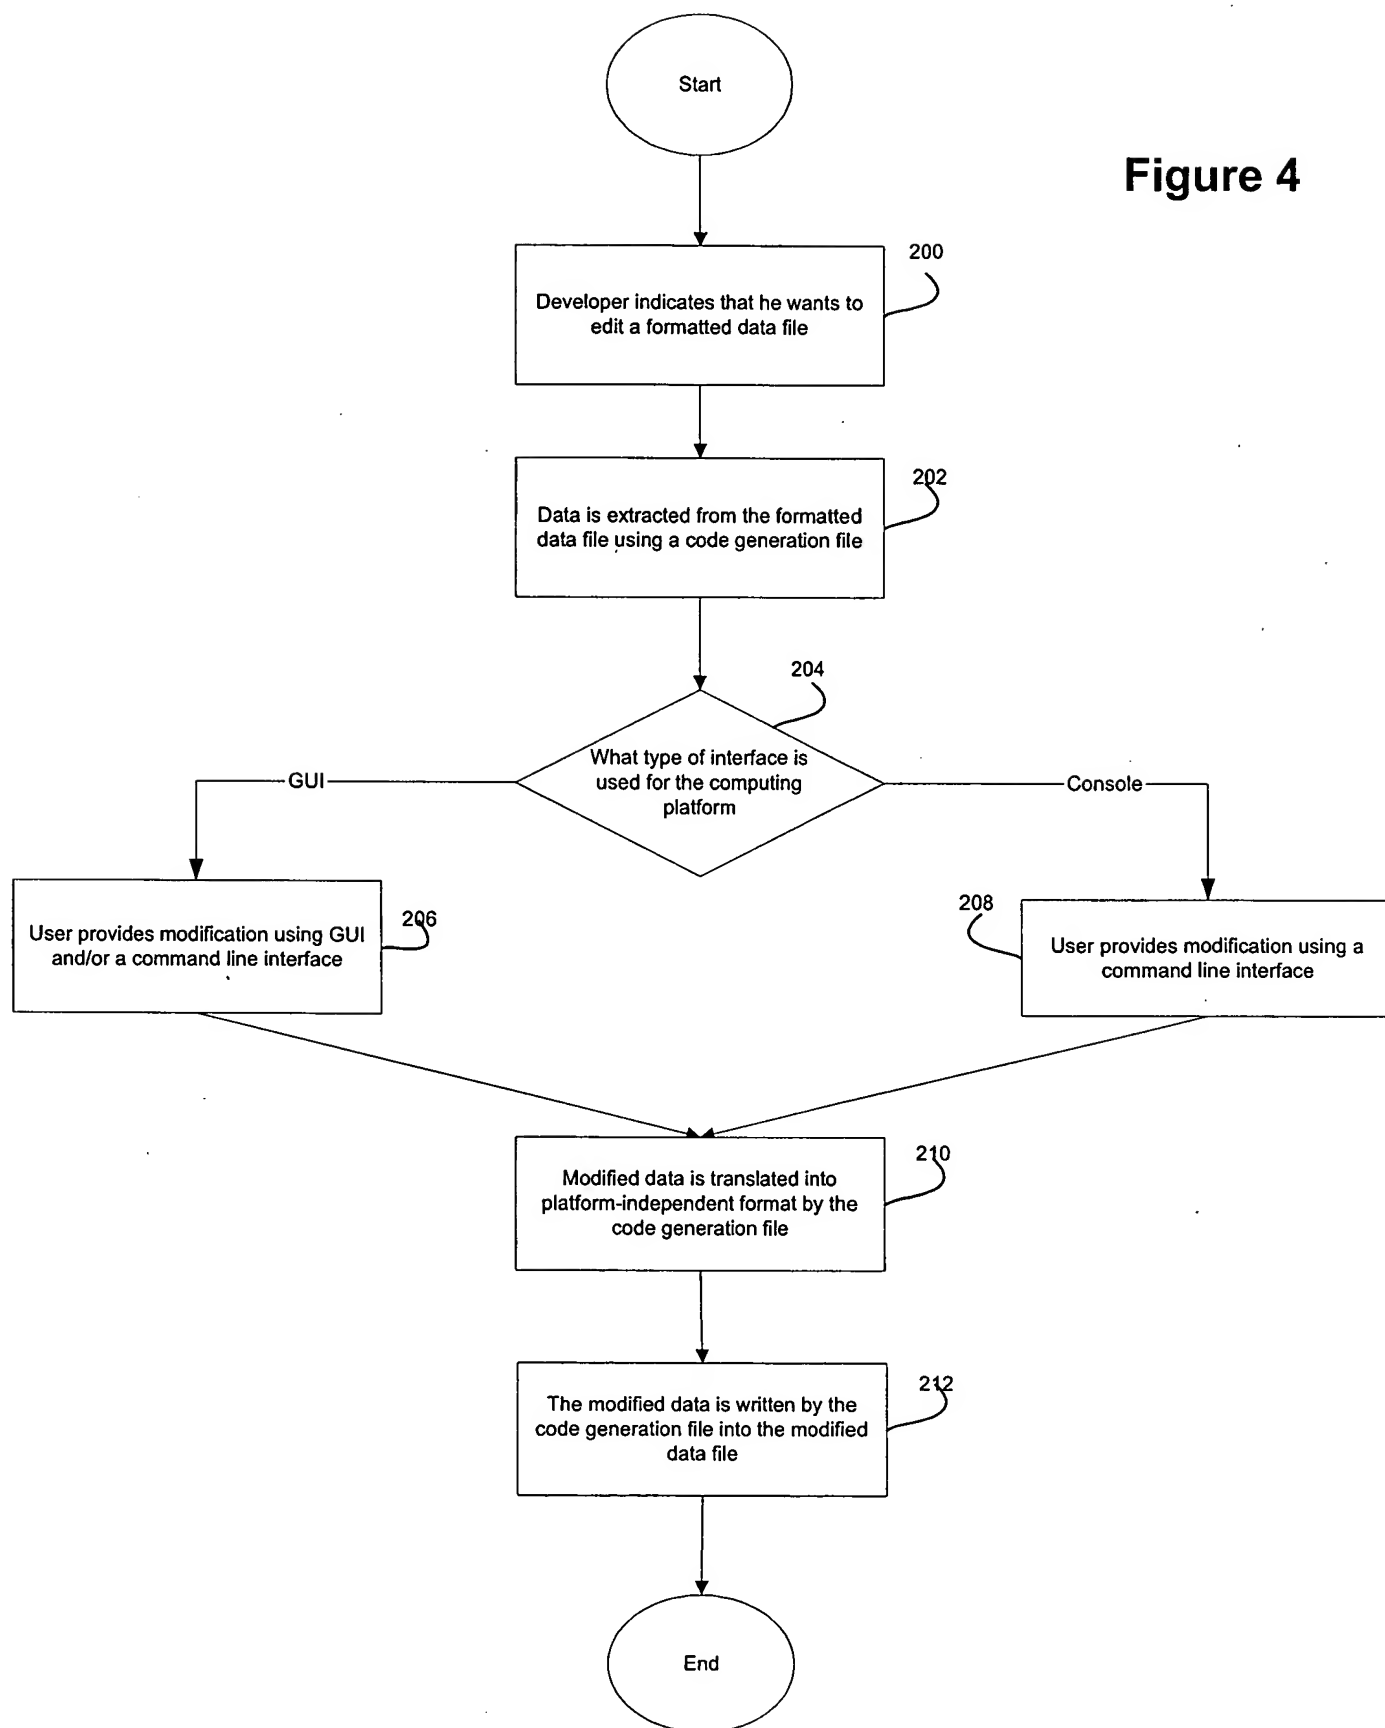 Start
Figure 4
200
Developer indicates that he wants to
edit a formatted data file
202
Data is extracted from the formatted
data file using a code generation file
204
What type of interface is
used for the computing
platform
GUI
Console
206
User provides modification using GUI
and/or a command line interface
208
User provides modification using a
command line interface
210
Modified data is translated into
platform-independent format by the
code generation file
212
The modified data is written by the
code generation file into the modified
data file
End